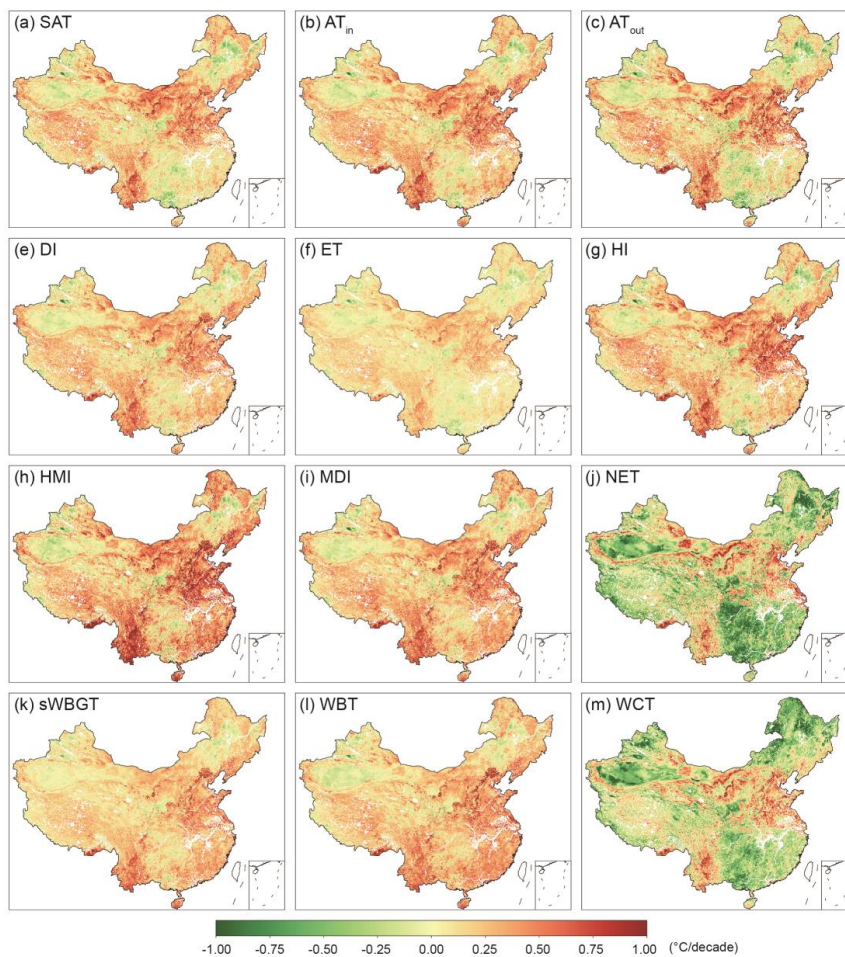 (a) SAT
(b) ATin
(c) ATout
(e) DI
(f) ET
(g) HI
(h) HMI
(i) MDI
(j) NET
(k) sWBGT
(l) WBT
(m) WCT
-1.00 -0.75 -0.50 -0.25 0.00 0.25 0.50 0.75 1.00 (°C/decade)